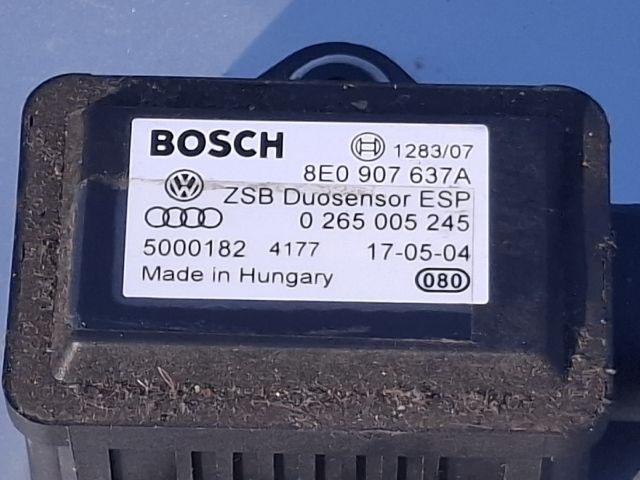 BOSCH 1283/07
8E0 907 637A
ZSB Duosensor ESP
0 265 005 245
5000182 4177 17-05-04
Made in Hungary 080